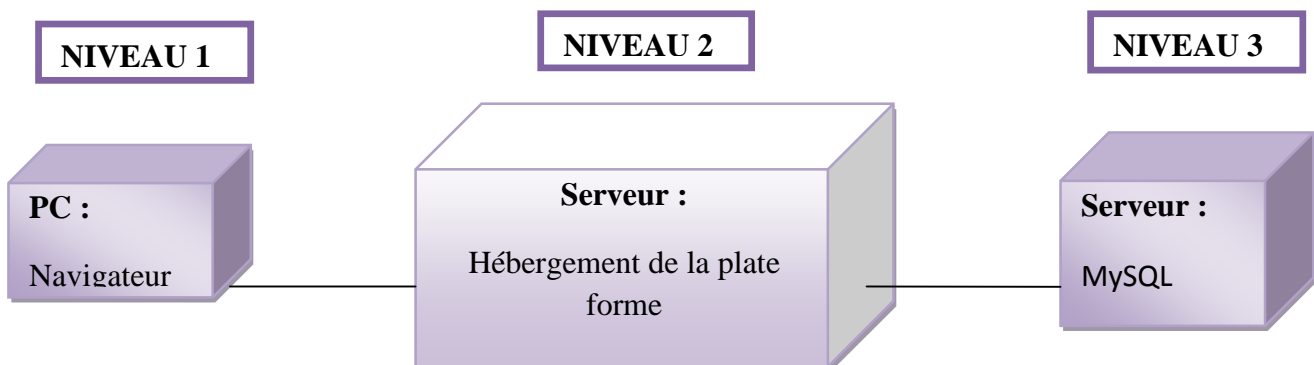 NIVEAU 1
NIVEAU 2
NIVEAU 3
PC :
Navigateur
Serveur :
Hébergement de la plate
forme
Serveur :
MySQL